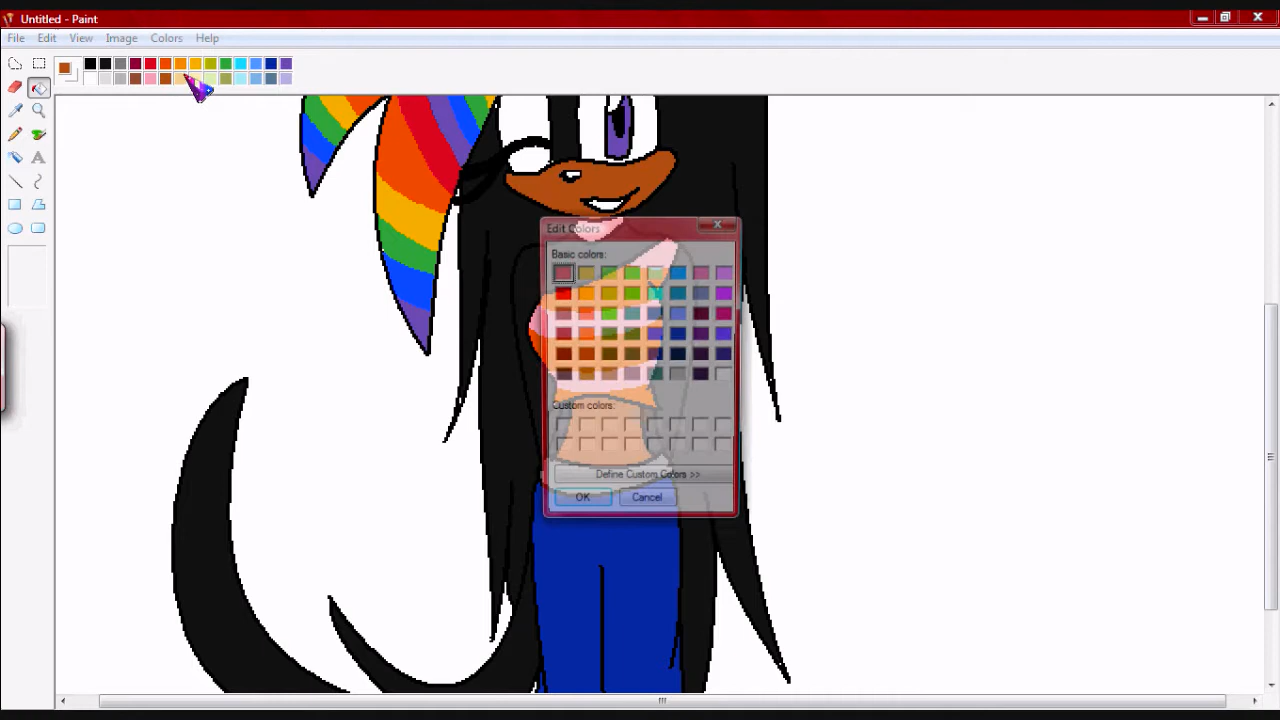 Untitled - Paint
File Edit View Image Colors Help
Edit Colors
Basic colors:
Custom colors:
Define Custom Colors >>
OK Cancel